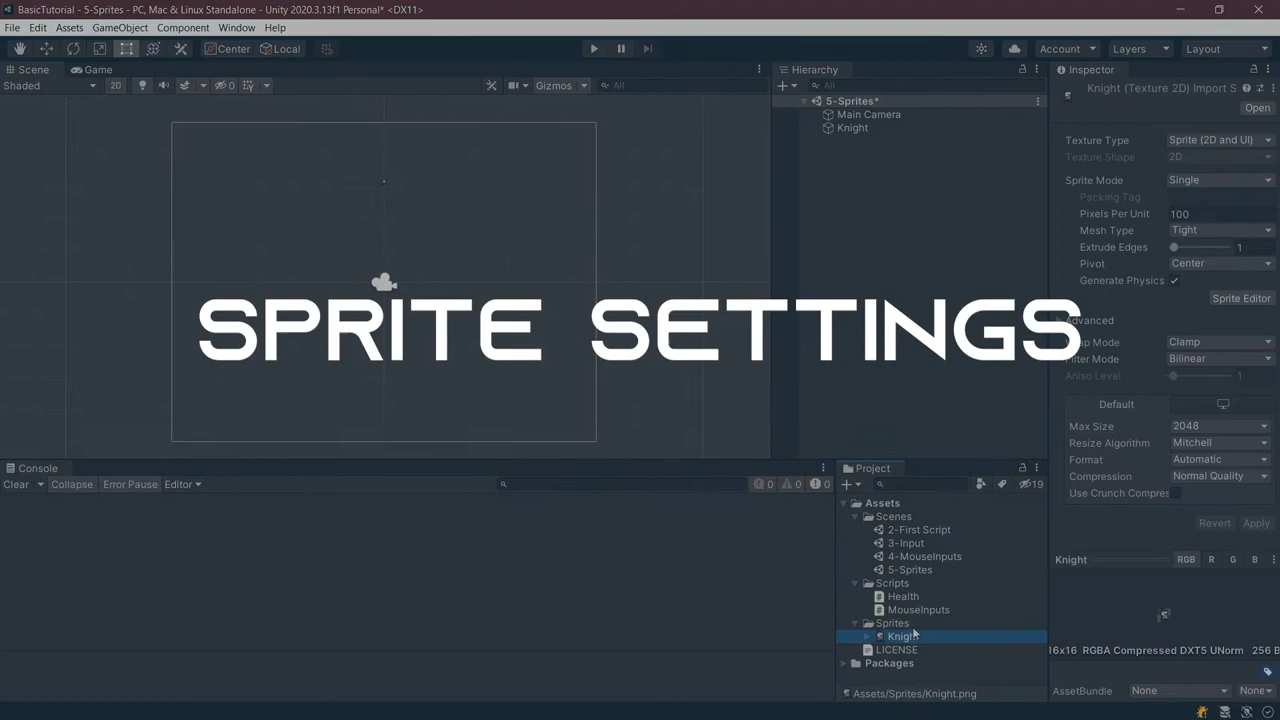 BasicTutorial - 5-Sprites - PC, Mac & Linux Standalone - Unity 2020.3.13f1 Personal* <DX11>
File Edit Assets GameObject Component Window Help
Center Local
Account Layers Layout
Scene Game
Shaded 2D 0 Gizmos All
Hierarchy
All
5-Sprites*
Main Camera
Knight
SPRITE SETTINGS
Console
Clear Collapse Error Pause Editor 0 0 0
Project
19
Assets
Scenes
2-First Script
3-Input
4-MouseInputs
5-Sprites
Scripts
Health
MouseInputs
Sprites
Knight
LICENSE
Packages
Assets/Sprites/Knight.png
Inspector
Knight (Texture 2D) Import S
Open
Texture Type Sprite (2D and UI)
Texture Shape 2D
Sprite Mode Single
Packing Tag
Pixels Per Unit 100
Mesh Type Tight
Extrude Edges 1
Pivot Center
Generate Physics
Sprite Editor
Advanced
Mode Clamp
Filter Mode Bilinear
Aniso Level 1
Default
Max Size 2048
Resize Algorithm Mitchell
Format Automatic
Compression Normal Quality
Use Crunch Compres
Revert Apply
Knight RGB R G B
16x16 RGBA Compressed DXT5 UNorm 256 B
AssetBundle None None